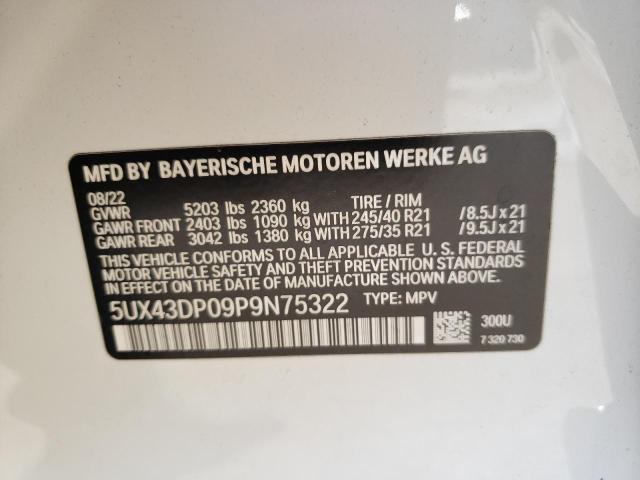 MFD BY BAYERISCHE MOTOREN WERKE AG
08/22
GVWR 5203 lbs 2360 kg TIRE / RIM
GAWR FRONT 2403 lbs 1090 kg WITH 245/40 R21 /8.5J x 21
GAWR REAR 3042 lbs 1380 kg WITH 275/35 R21 /9.5J x 21
THIS VEHICLE CONFORMS TO ALL APPLICABLE U. S. FEDERAL
MOTOR VEHICLE SAFETY AND THEFT PREVENTION STANDARDS IN
EFFECT ON THE DATE OF MANUFACTURE SHOWN ABOVE.
5UX43DP09P9N75322 TYPE: MPV
300U
7 320 730